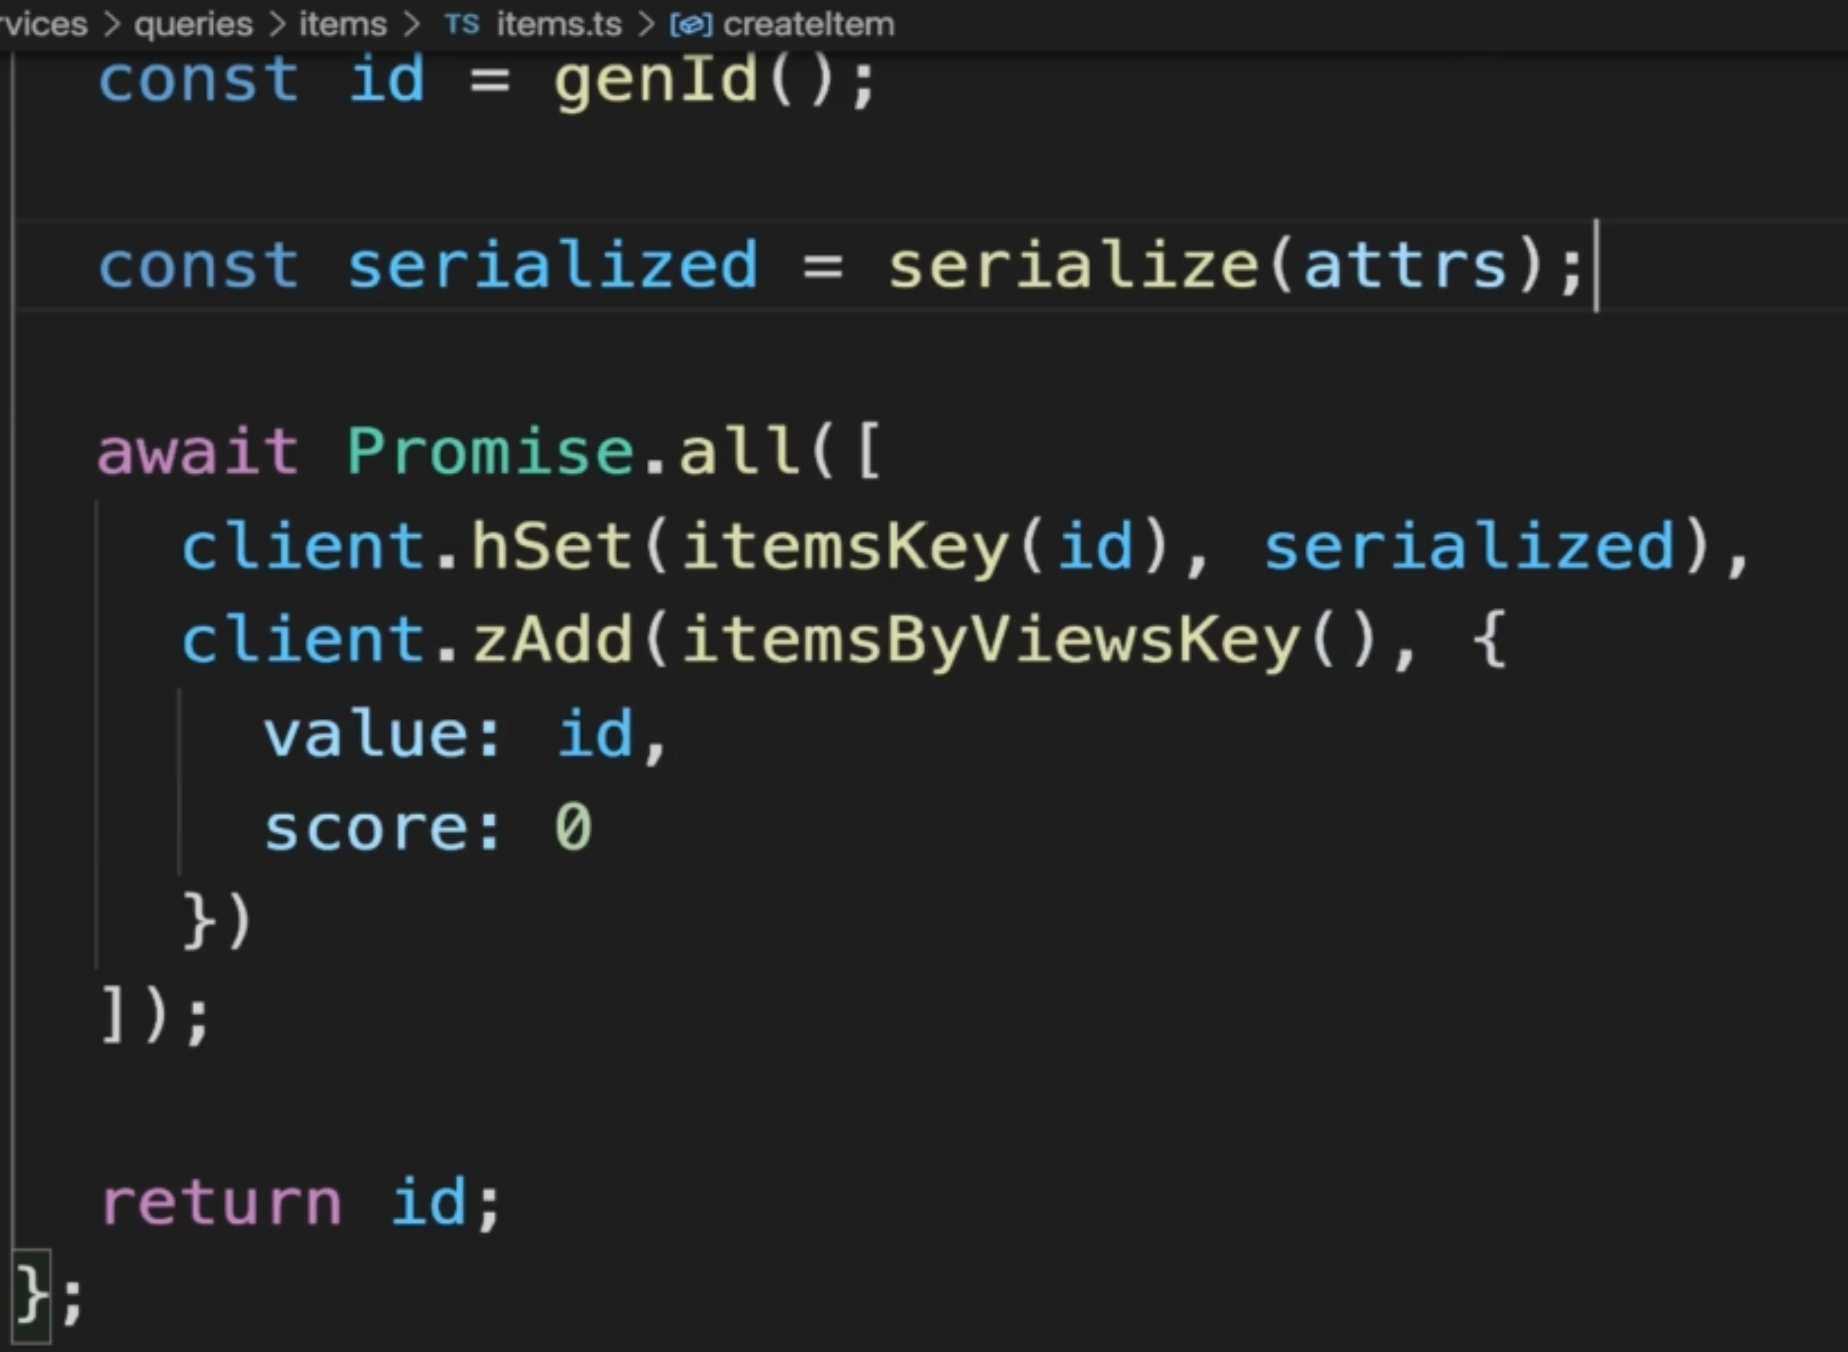 vices > queries > items > TS items.ts > createItem
const id = genId();
const serialized = serialize(attrs);
await Promise.all([
client.hSet(itemsKey(id), serialized),
client.zAdd(itemsByViewsKey(), {
value: id,
score: 0
})
]);
return id;
};